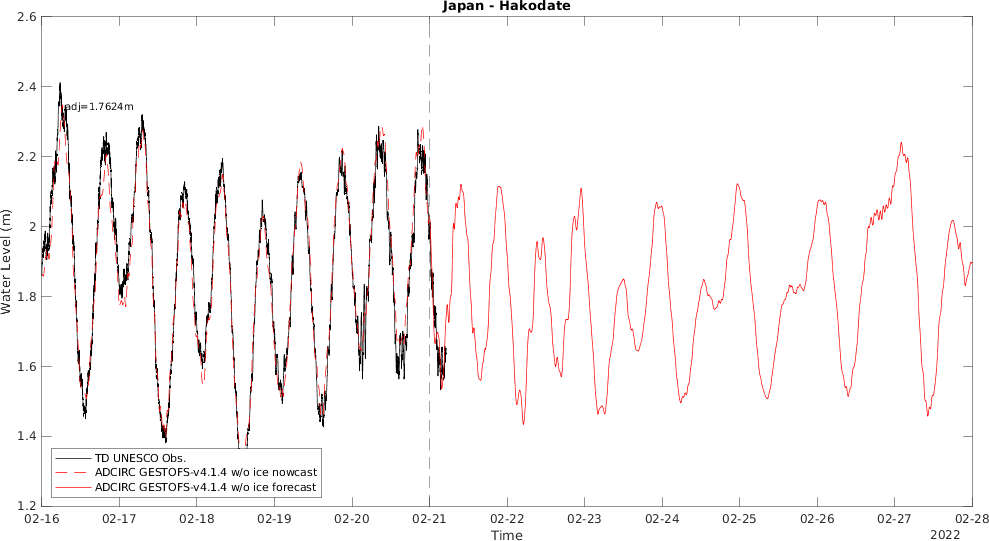 Japan - Hakodate
2.6
2.4
adj=1.7624m
2.2
2
1.8
1.6
1.4
1.2
Water Level (m)
TD UNESCO Obs.
ADCIRC GESTOFS-v4.1.4 w/o ice nowcast
ADCIRC GESTOFS-v4.1.4 w/o ice forecast
02-16 02-17 02-18 02-19 02-20 02-21 02-22 02-23 02-24 02-25 02-26 02-27 02-28
Time
2022